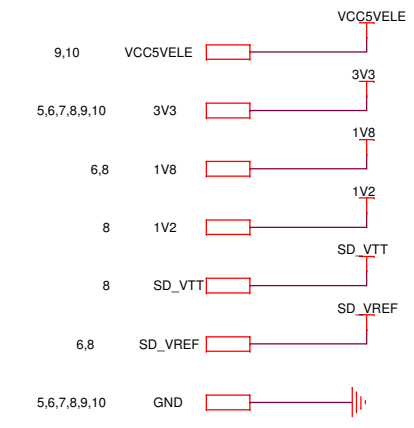 VCC5VELE
9,10 VCC5VELE
3V3
5,6,7,8,9,10 3V3
1V8
6,8 1V8
1V2
8 1V2
SD_VTT
8 SD_VTT
SD_VREF
6,8 SD_VREF
5,6,7,8,9,10 GND